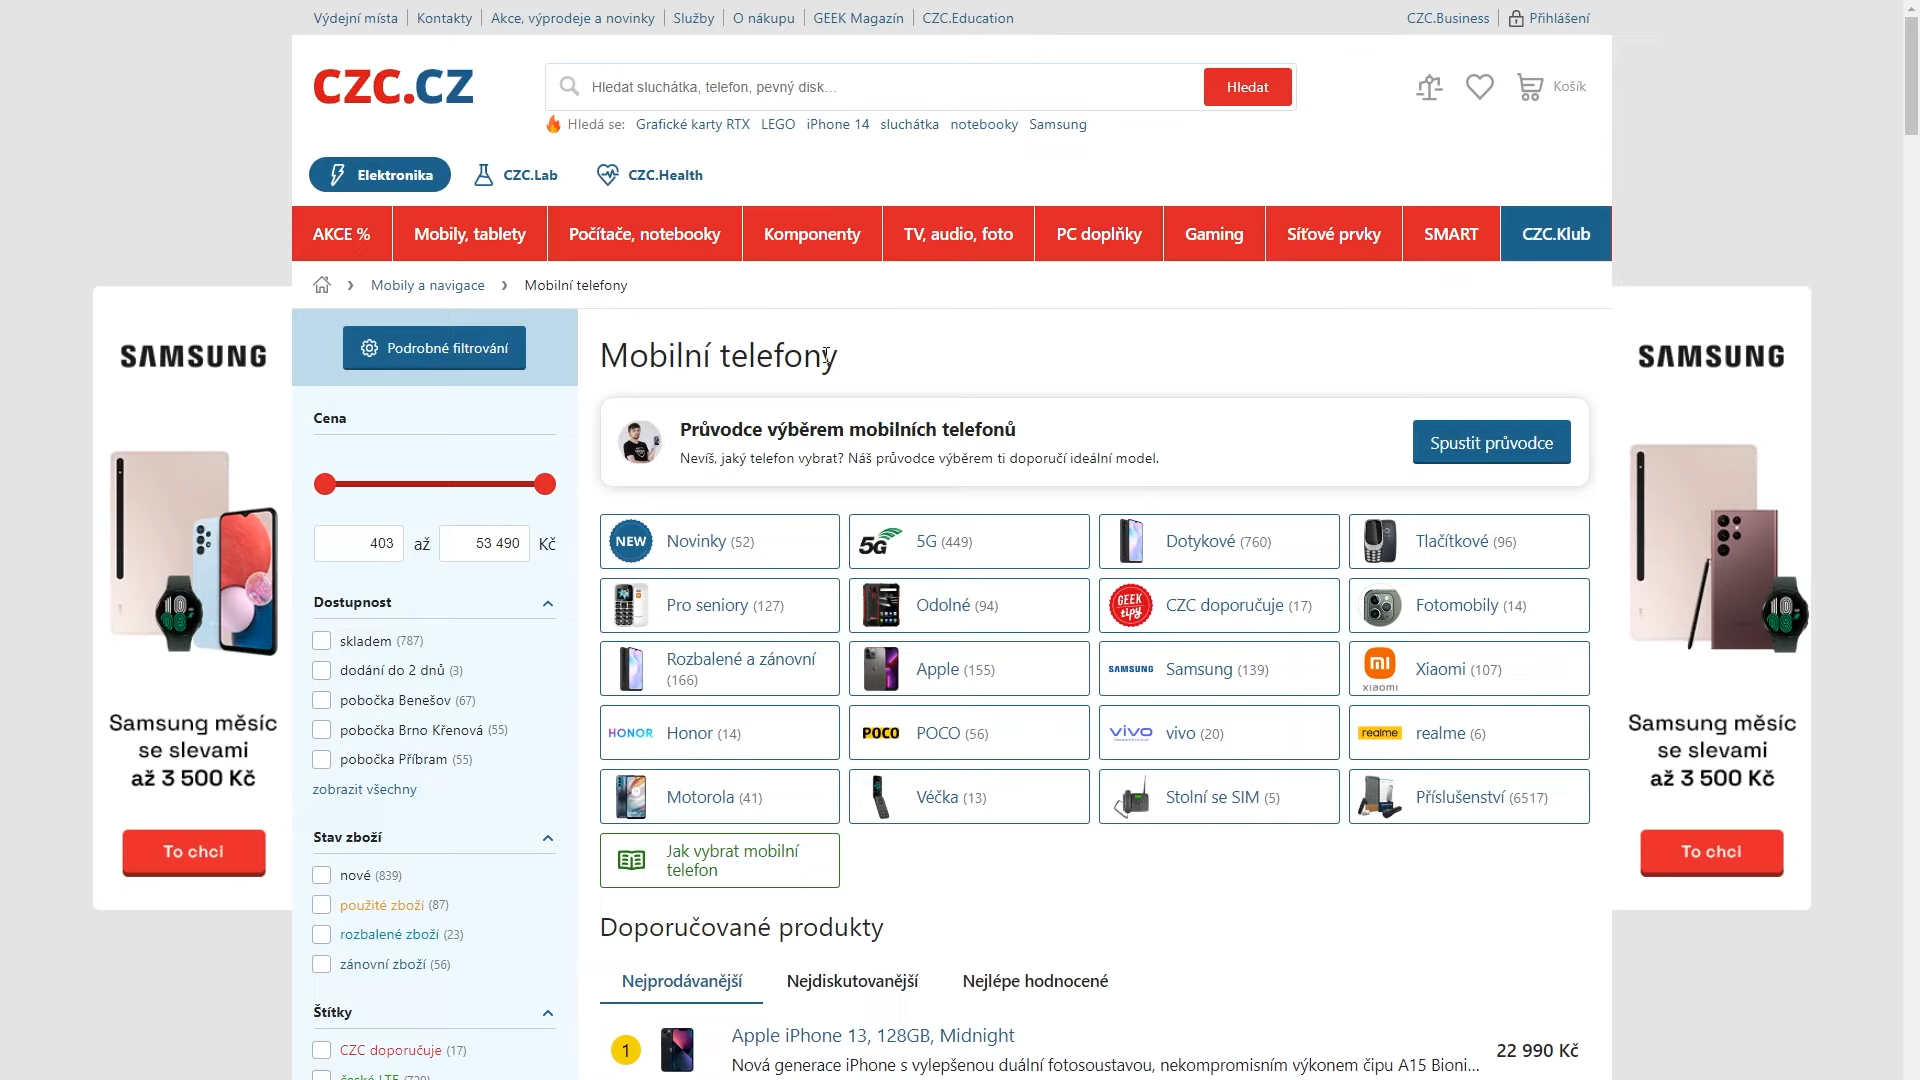 Výdejní místa Kontakty Akce, výprodeje a novinky Služby O nákupu GEEK Magazín CZC.Education CZC.Business Přihlášení
CZC.CZ
Hledat sluchátka, telefon, pevný disk... Hledat Košík
Hledá se: Grafické karty RTX LEGO iPhone 14 sluchátka notebooky Samsung
Elektronika CZC.Lab CZC.Health
AKCE % Mobily, tablety Počítače, notebooky Komponenty TV, audio, foto PC doplňky Gaming Síťové prvky SMART CZC.Klub
Mobily a navigace Mobilní telefony
SAMSUNG
Samsung měsíc
se slevami
až 3 500 Kč
To chci
Podrobné filtrování
Cena
403 až 53 490 Kč
Dostupnost
skladem (787)
dodání do 2 dnů (3)
pobočka Benešov (67)
pobočka Brno Křenová (55)
pobočka Příbram (55)
zobrazit všechny
Stav zboží
nové (839)
použité zboží (87)
rozbalené zboží (23)
zánovní zboží (56)
Štítky
CZC doporučuje (17)
Mobilní telefony
Průvodce výběrem mobilních telefonů
Nevíš, jaký telefon vybrat? Náš průvodce výběrem ti doporučí ideální model.
Spustit průvodce
NEW Novinky (52) 5G 5G (449) Dotykové (760) Tlačítkové (96)
Pro seniory (127) Odolné (94) GEEK tipy CZC doporučuje (17) Fotomobily (14)
Rozbalené a zánovní
(166) Apple (155) SAMSUNG Samsung (139) xiaomi Xiaomi (107)
HONOR Honor (14) POCO POCO (56) vivo vivo (20) realme realme (6)
Motorola (41) Véčka (13) Stolní se SIM (5) Příslušenství (6517)
Jak vybrat mobilní
telefon
Doporučované produkty
Nejprodávanější Nejdiskutovanější Nejlépe hodnocené
1 Apple iPhone 13, 128GB, Midnight
22 990 Kč
Nová generace iPhone s vylepšenou duální fotosoustavou, nekompromisním výkonem čipu A15 Bioni...
SAMSUNG
Samsung měsíc
se slevami
až 3 500 Kč
To chci